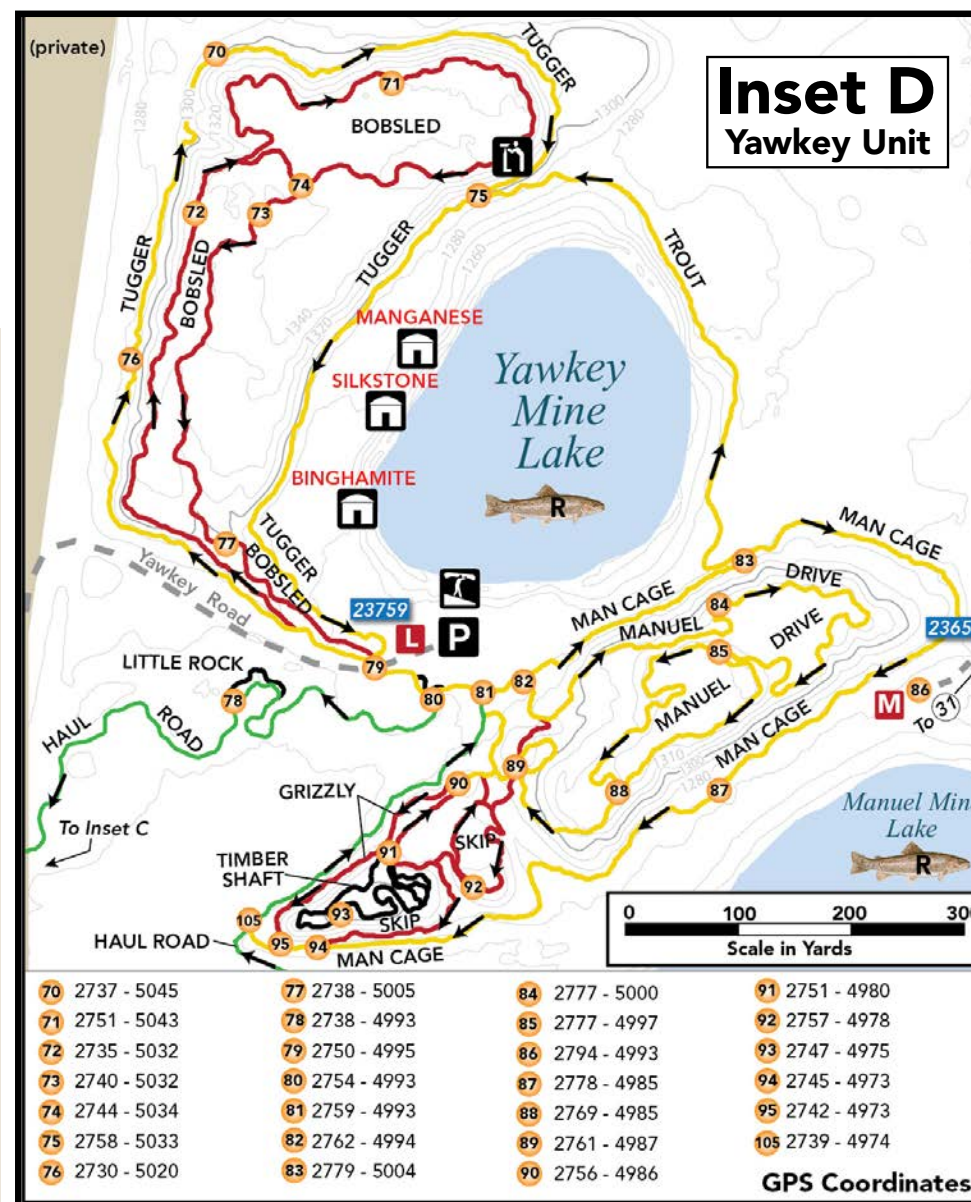 (private)
Inset D
Yawkey Unit
70
TUGGER
71
BOBSLED
1280
1300
1320
1300
1280
74
75
72
73
TUGGER
BOBSLED
TUGGER
TROUT
1280
1260
1340
1320
MANGANESE
76
SILKSTONE
Yawkey
Mine
Lake
R
BINGHAMITE
77
TUGGER
BOBSLED
Yawkey Road
MAN CAGE
83
DRIVE
MAN CAGE
23759
L
P
84
MANUEL
DRIVE
2365
LITTLE ROCK
79
85
78
80
81
82
MANUEL
M
86
To 31
HAUL
ROAD
MAN CAGE
1310
1300
1280
89
90
88
87
GRIZZLY
Manuel Min
Lake
R
To Inset C
91
SKIP
TIMBER
SHAFT
92
93
SKIP
105
95
94
HAUL ROAD
MAN CAGE
0 100 200 300
Scale in Yards
70 2737 - 5045
71 2751 - 5043
72 2735 - 5032
73 2740 - 5032
74 2744 - 5034
75 2758 - 5033
76 2730 - 5020
77 2738 - 5005
78 2738 - 4993
79 2750 - 4995
80 2754 - 4993
81 2759 - 4993
82 2762 - 4994
83 2779 - 5004
84 2777 - 5000
85 2777 - 4997
86 2794 - 4993
87 2778 - 4985
88 2769 - 4985
89 2761 - 4987
90 2756 - 4986
91 2751 - 4980
92 2757 - 4978
93 2747 - 4975
94 2745 - 4973
95 2742 - 4973
105 2739 - 4974
GPS Coordinates